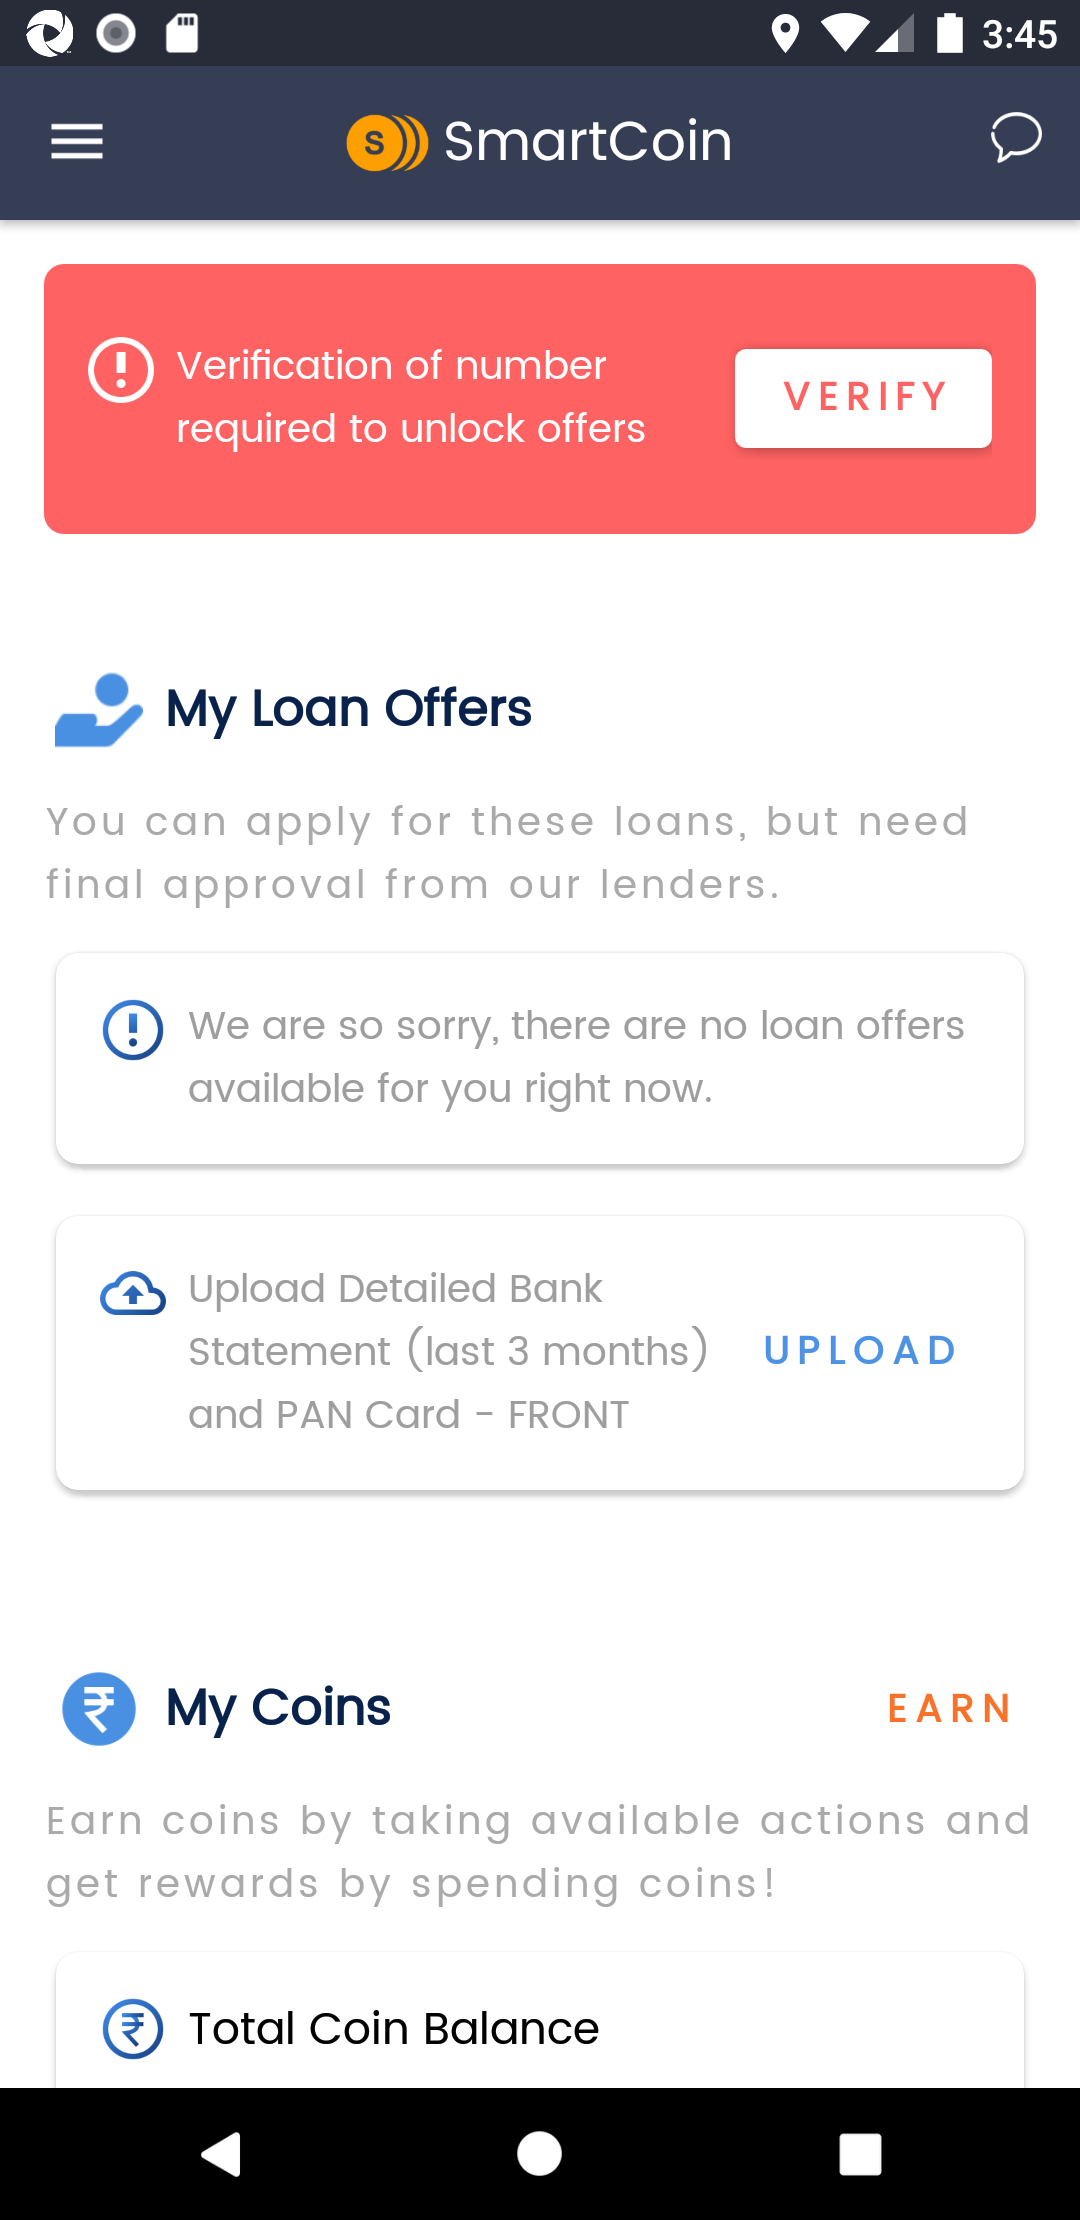 3:45
SmartCoin
Verification of number
required to unlock offers
VERIFY
My Loan Offers
You can apply for these loans, but need
final approval from our lenders.
We are so sorry, there are no loan offers
available for you right now.
Upload Detailed Bank
Statement (last 3 months)
and PAN Card - FRONT
UPLOAD
My Coins
EARN
Earn coins by taking available actions and
get rewards by spending coins!
Total Coin Balance